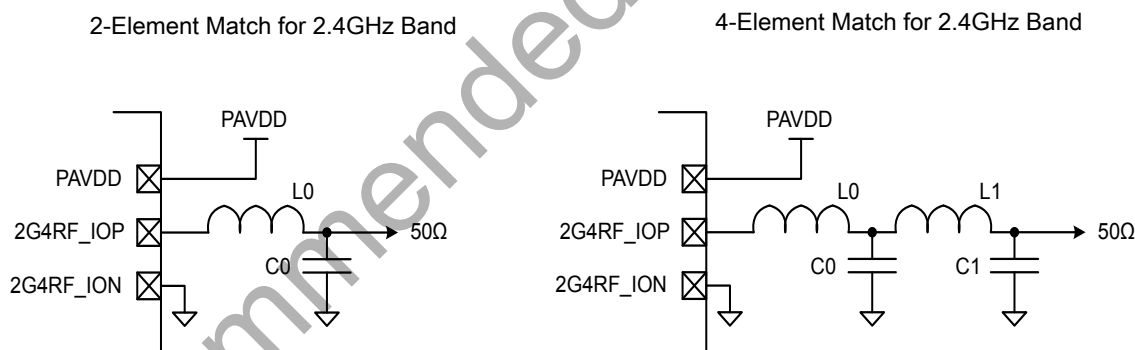 2-Element Match for 2.4GHz Band
PAVDD
PAVDD
L0
2G4RF_IOP
50Ω
C0
2G4RF_ION
4-Element Match for 2.4GHz Band
PAVDD
PAVDD
L0
L1
2G4RF_IOP
50Ω
C0
C1
2G4RF_ION
mmended